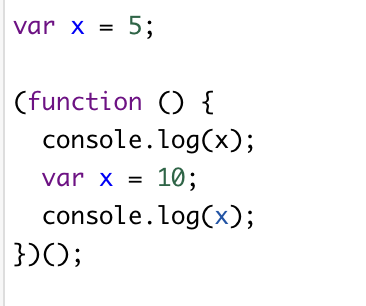 var x = 5;

(function () {
  console.log(x);
  var x = 10;
  console.log(x);
})();